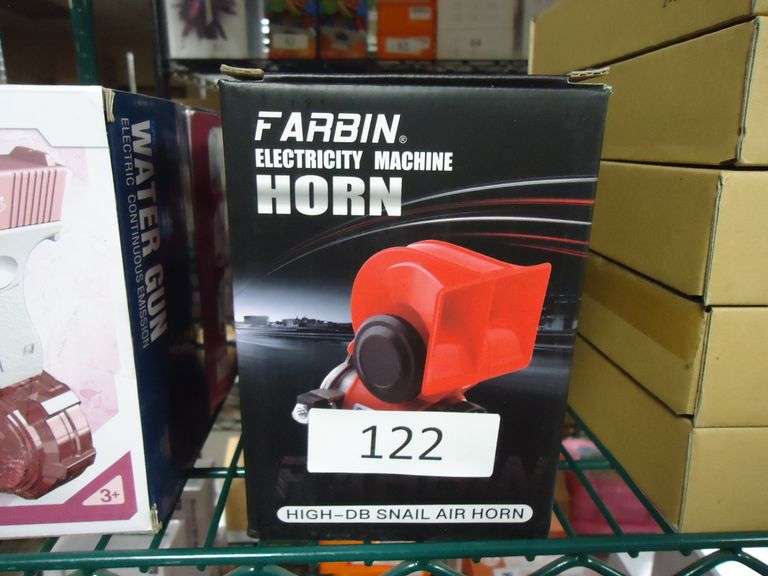 WATER GUN
ELECTRIC CONTINUOUS EMISSION
3+
FARBIN®
ELECTRICITY MACHINE
HORN
122
HIGH-DB SNAIL AIR HORN